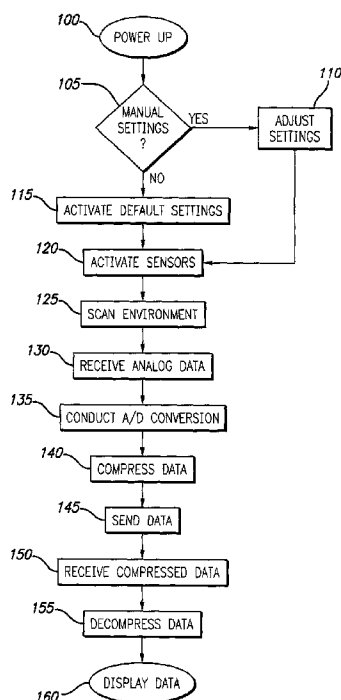 100
POWER UP
105
110
MANUAL
SETTINGS
?
YES
ADJUST
SETTINGS
NO
115
ACTIVATE DEFAULT SETTINGS
120
ACTIVATE SENSORS
125
SCAN ENVIRONMENT
130
RECEIVE ANALOG DATA
135
CONDUCT A/D CONVERSION
140
COMPRESS DATA
145
SEND DATA
150
RECEIVE COMPRESSED DATA
155
DECOMPRESS DATA
160
DISPLAY DATA